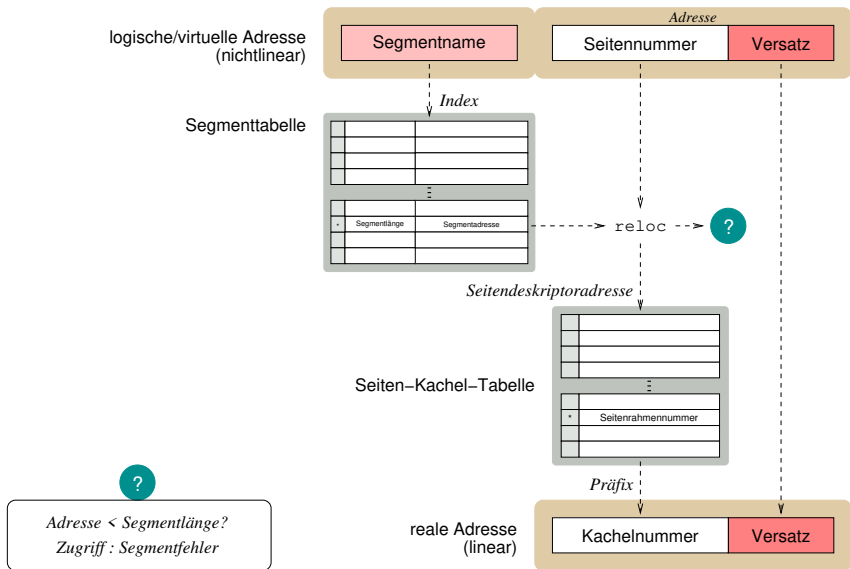 Adresse
logische/virtuelle Adresse
(nichtlinear)
Segmentname
Seitennummer
Versatz
Index
Segmenttabelle
* Segmentlänge Segmentadresse
reloc
?
Seitendeskriptoradresse
Seiten–Kachel–Tabelle
* Seitenrahmennummer
?
Präfix
Adresse < Segmentlänge?
Zugriff : Segmentfehler
reale Adresse
(linear)
Kachelnummer
Versatz